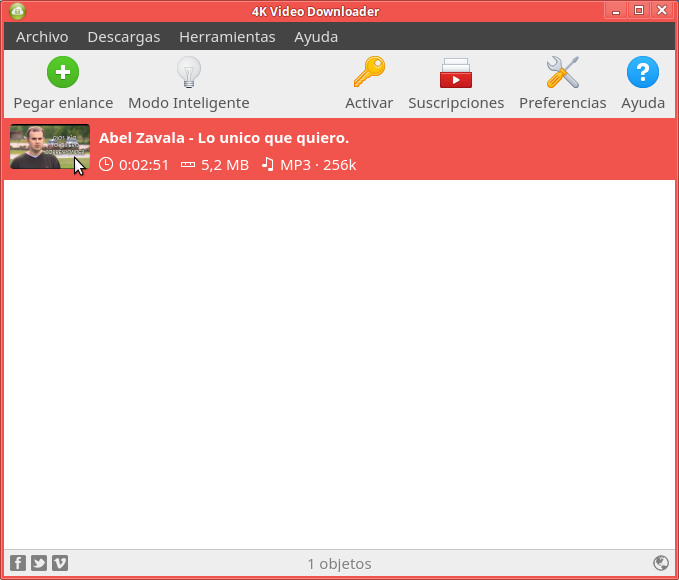 4K Video Downloader
Archivo Descargas Herramientas Ayuda
Pegar enlance Modo Inteligente Activar Suscripciones Preferencias Ayuda
Abel Zavala - Lo unico que quiero.
0:02:51 5,2 MB MP3 · 256k
1 objetos